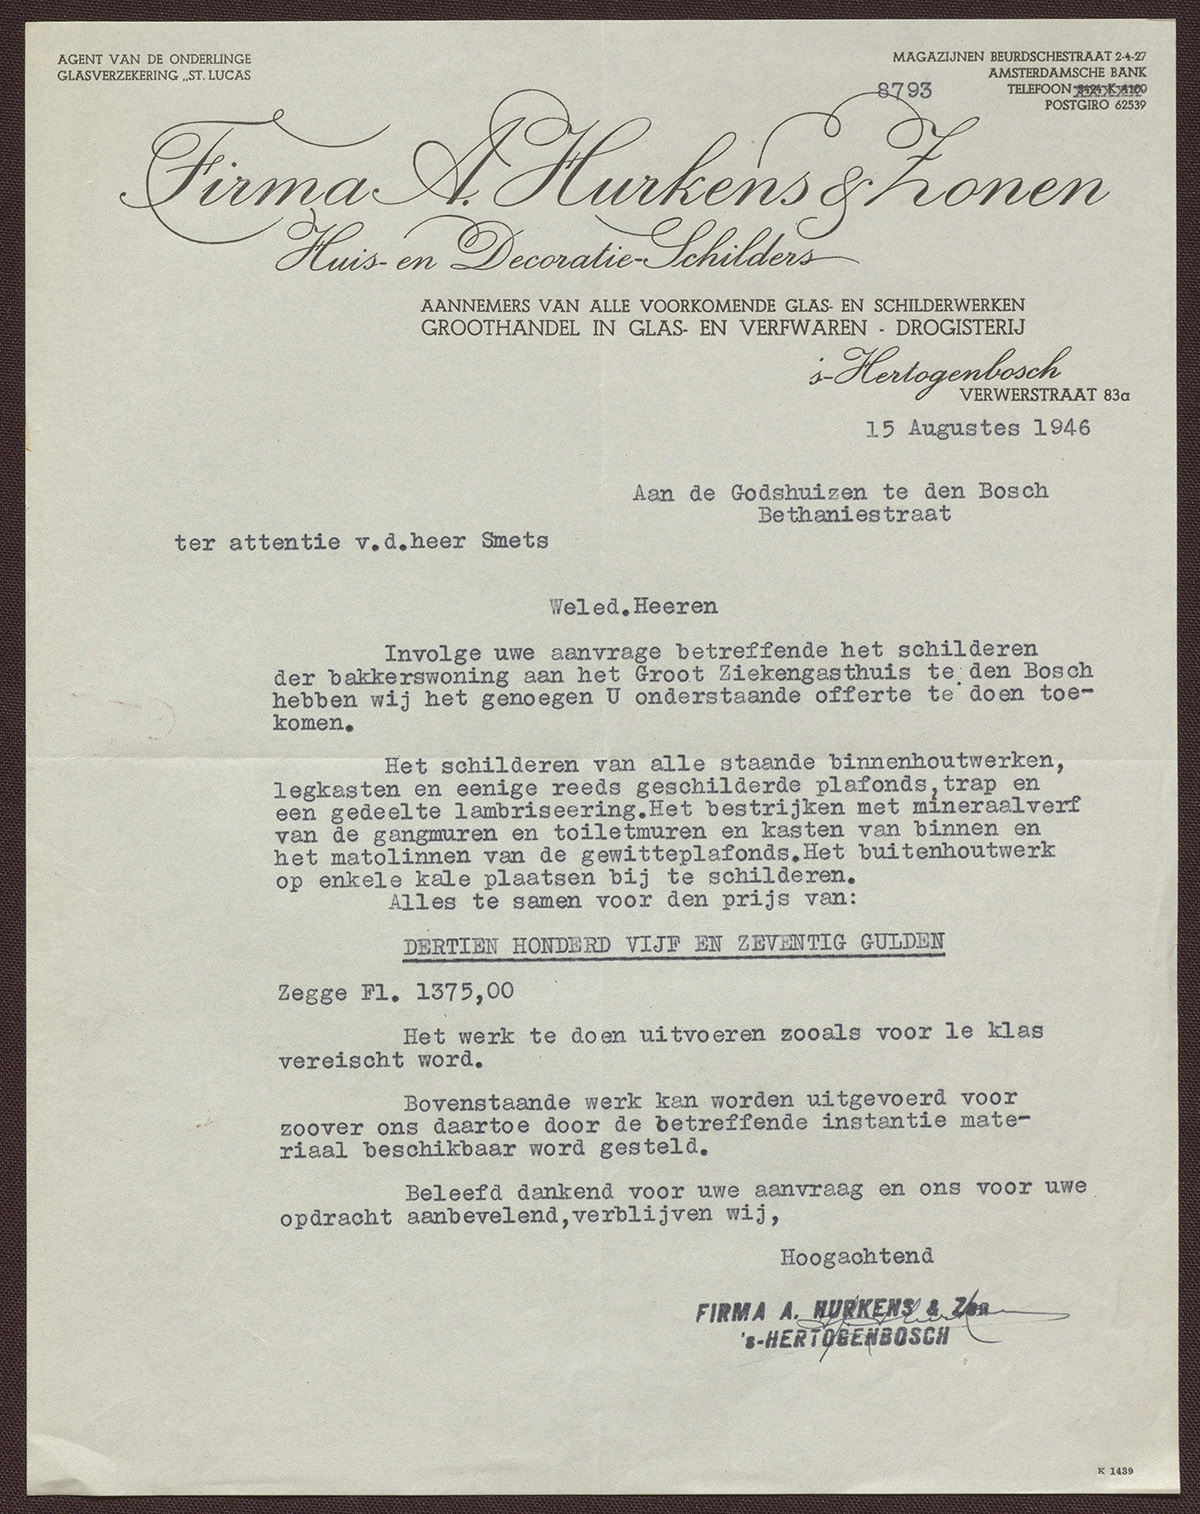 AGENT VAN DE ONDERLINGE
GLASVERZEKERING „ST. LUCAS
MAGAZIJNEN BEURDSCHESTRAAT 2-4-27
AMSTERDAMSCHE BANK
8793
TELEFOON
POSTGIRO 62539
Firma A. Hurkens & Zonen
Huis- en Decoratie-Schilders
AANNEMERS VAN ALLE VOORKOMENDE GLAS- EN SCHILDERWERKEN
GROOTHANDEL IN GLAS- EN VERFWAREN - DROGISTERIJ
's-Hertogenbosch
VERWERSTRAAT 83a
15 Augustes 1946
Aan de Godshuizen te den Bosch
Bethaniestraat
ter attentie v.d.heer Smets
Weled.Heeren
Involge uwe aanvrage betreffende het schilderen
der bakkerswoning aan het Groot Ziekengasthuis te den Bosch
hebben wij het genoegen U onderstaande offerte te doen toe-
komen.
Het schilderen van alle staande binnenhoutwerken,
legkasten en eenige reeds geschilderde plafonds,trap en
een gedeelte lambriseering.Het bestrijken met mineraalverf
van de gangmuren en toiletmuren en kasten van binnen en
het matolinnen van de gewitteplafonds.Het buitenhoutwerk
op enkele kale plaatsen bij te schilderen.
Alles te samen voor den prijs van:
DERTIEN HONDERD VIJF EN ZEVENTIG GULDEN
Zegge Fl. 1375,00
Het werk te doen uitvoeren zooals voor le klas
vereischt word.
Bovenstaande werk kan worden uitgevoerd voor
zoover ons daartoe door de betreffende instantie mate-
riaal beschikbaar word gesteld.
Beleefd dankend voor uwe aanvraag en ons voor uwe
opdracht aanbevelend,verblijven wij,
Hoogachtend
FIRMA A. HURKENS & Zon
's-HERTOGENBOSCH
K 1439